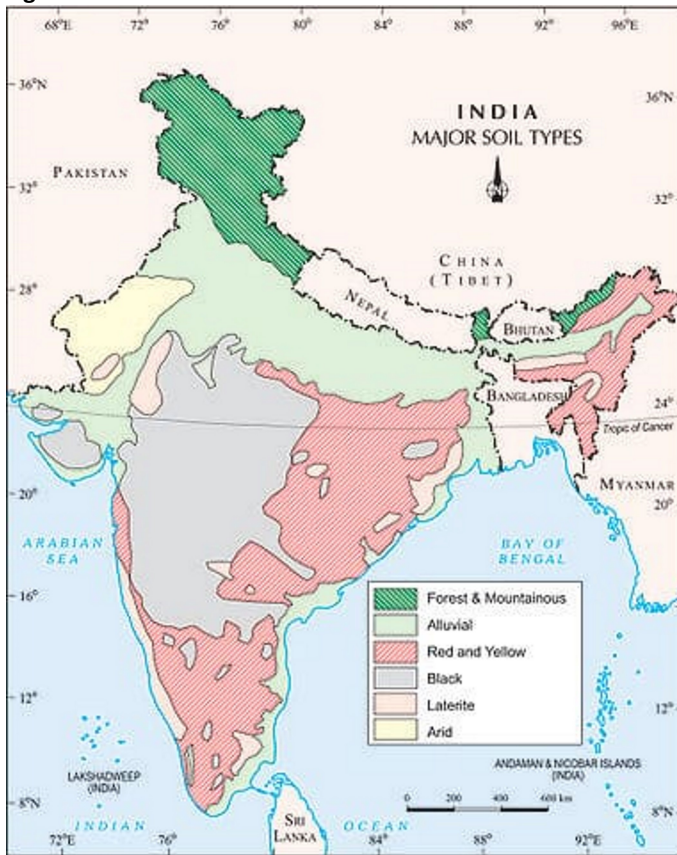 68°E 72° 76° 80° 84° 88° 92° 96°E
36°N
36°N
INDIA
MAJOR SOIL TYPES
N
PAKISTAN
32°
32°
CHINA
(TIBET)
28°
NEPAL
BHUTAN
BANGLADESH
24°
24°
Tropic of Cancer
MYANMAR
20°
20°
ARABIAN
SEA
BAY OF
BENGAL
16°
Forest & Mountainous
Alluvial
Red and Yellow
Black
Laterite
Arid
12°
12°
LAKSHADWEEP
(INDIA)
ANDAMAN & NICOBAR ISLANDS
(INDIA)
0 200 400 600 km
8°N
8°N
INDIAN OCEAN
SRI
LANKA
72°E 76° 84° 88° 92°E